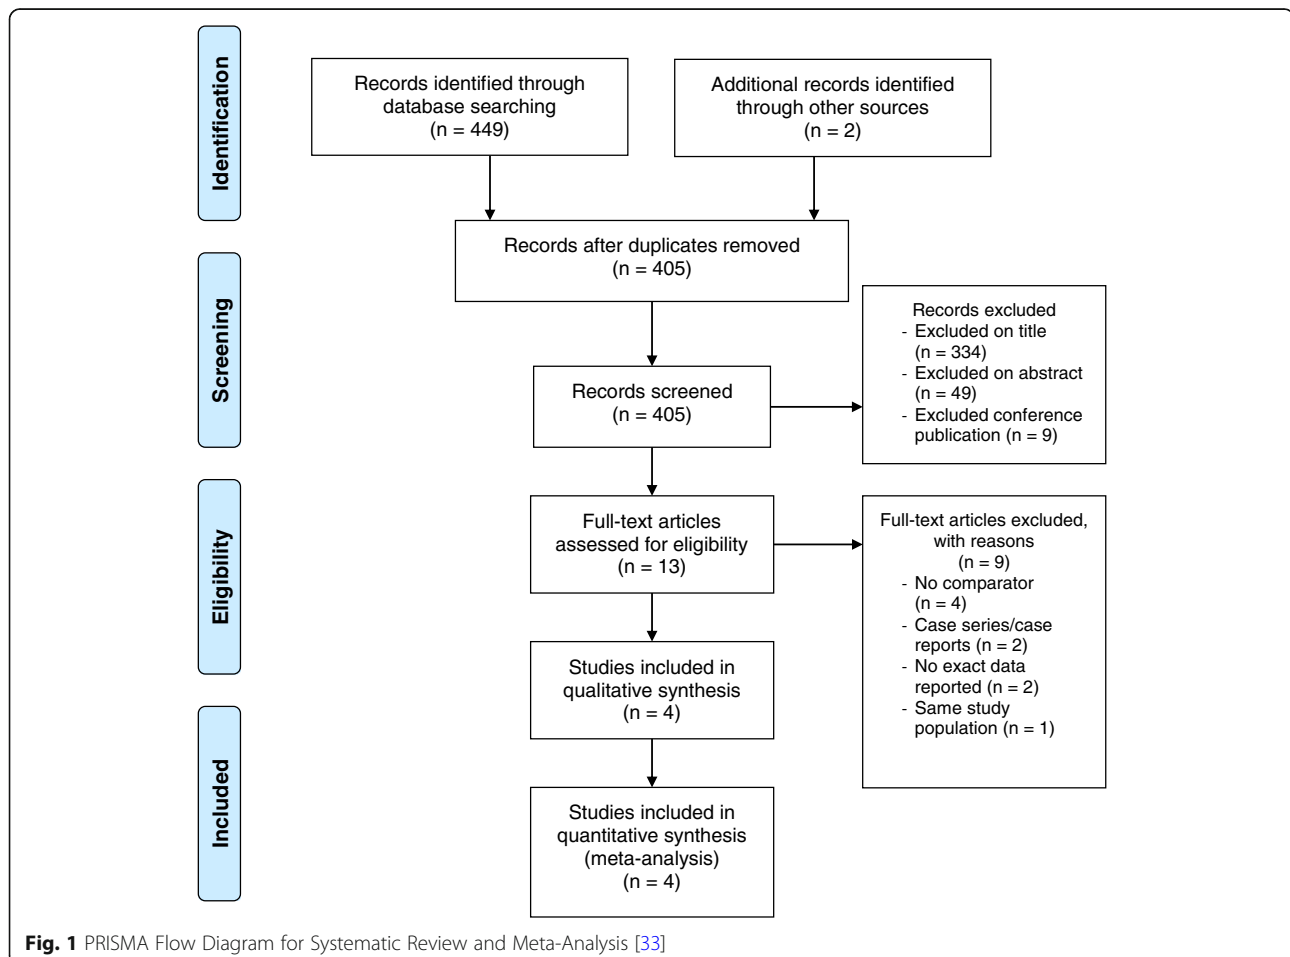 Identification
Records identified through
database searching
(n = 449)
Additional records identified
through other sources
(n = 2)
Records after duplicates removed
(n = 405)
Screening
Records screened
(n = 405)
Records excluded
- Excluded on title
(n = 334)
- Excluded on abstract
(n = 49)
- Excluded conference
publication (n = 9)
Eligibility
Full-text articles
assessed for eligibility
(n = 13)
Full-text articles excluded,
with reasons
(n = 9)
- No comparator
(n = 4)
- Case series/case
reports (n = 2)
- No exact data
reported (n = 2)
- Same study
population (n = 1)
Studies included in
qualitative synthesis
(n = 4)
Included
Studies included in
quantitative synthesis
(meta-analysis)
(n = 4)
Fig. 1 PRISMA Flow Diagram for Systematic Review and Meta-Analysis [33]